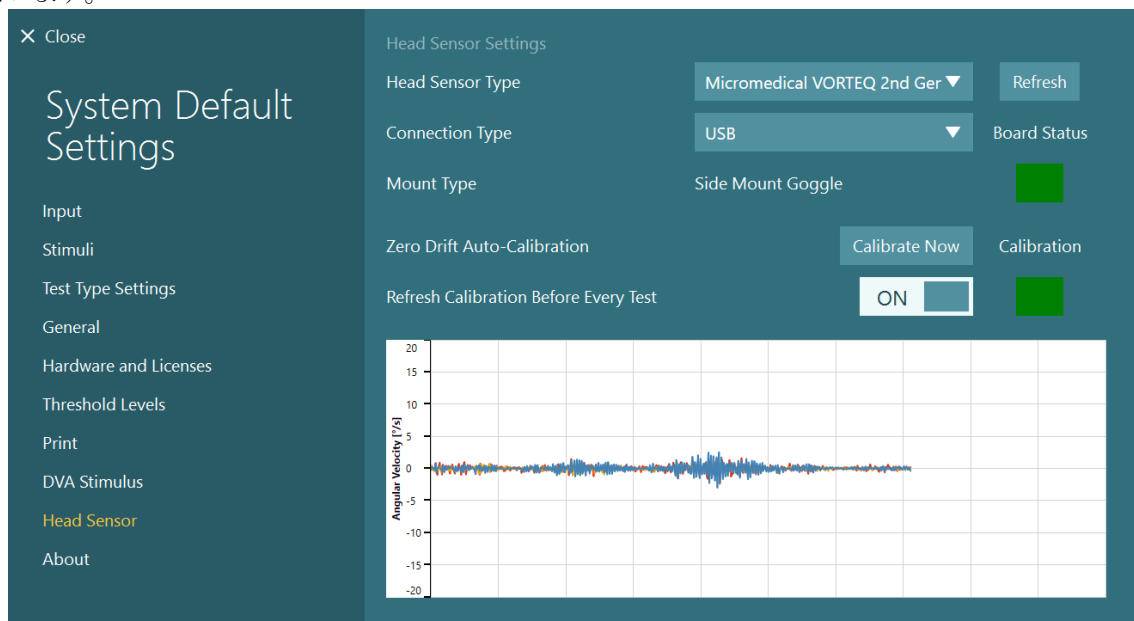 ✕ Close
System Default
Settings
Input
Stimuli
Test Type Settings
General
Hardware and Licenses
Threshold Levels
Print
DVA Stimulus
Head Sensor
About
Head Sensor Settings
Head Sensor Type Micromedical VORTEQ 2nd Ger Refresh
Connection Type USB Board Status
Mount Type Side Mount Goggle
Zero Drift Auto-Calibration Calibrate Now Calibration
Refresh Calibration Before Every Test ON
Angular Velocity [°/s]
20
15
10
5
0
-5
-10
-15
-20